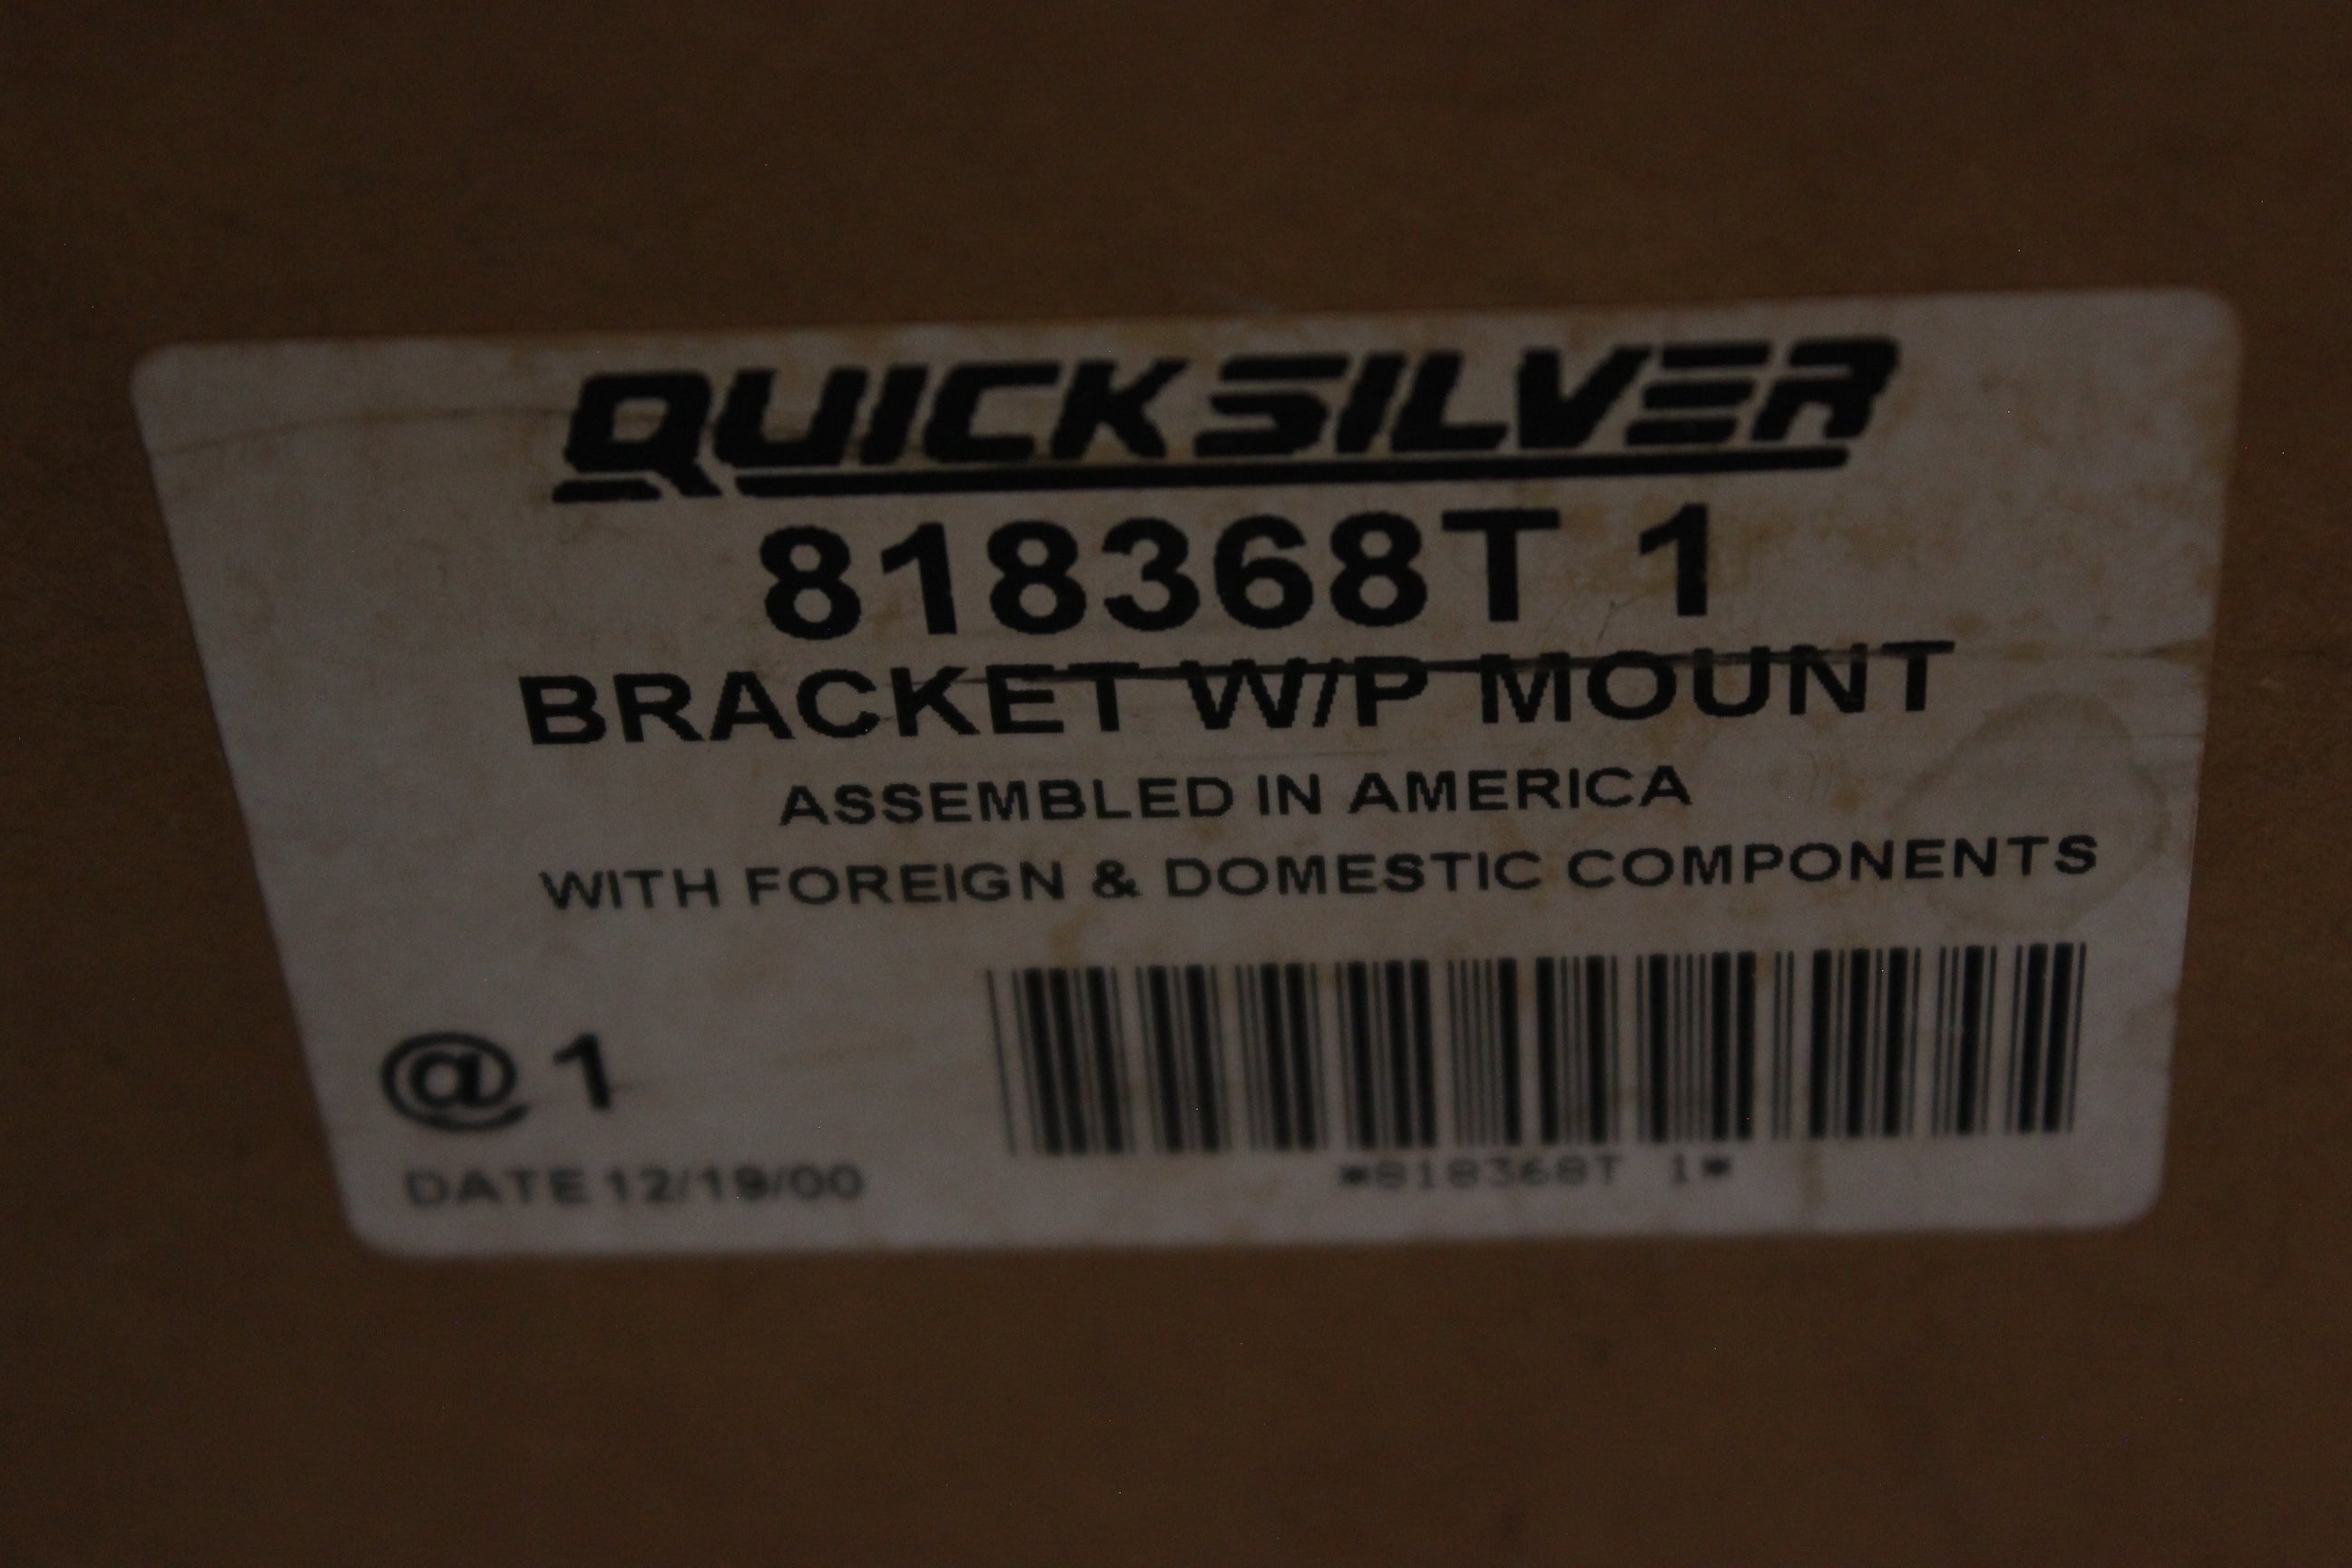 QUICKSILVER
818368T 1
BRACKET W/P MOUNT
ASSEMBLED IN AMERICA
WITH FOREIGN & DOMESTIC COMPONENTS
@ 1
DATE 12/19/00
*818368T 1*